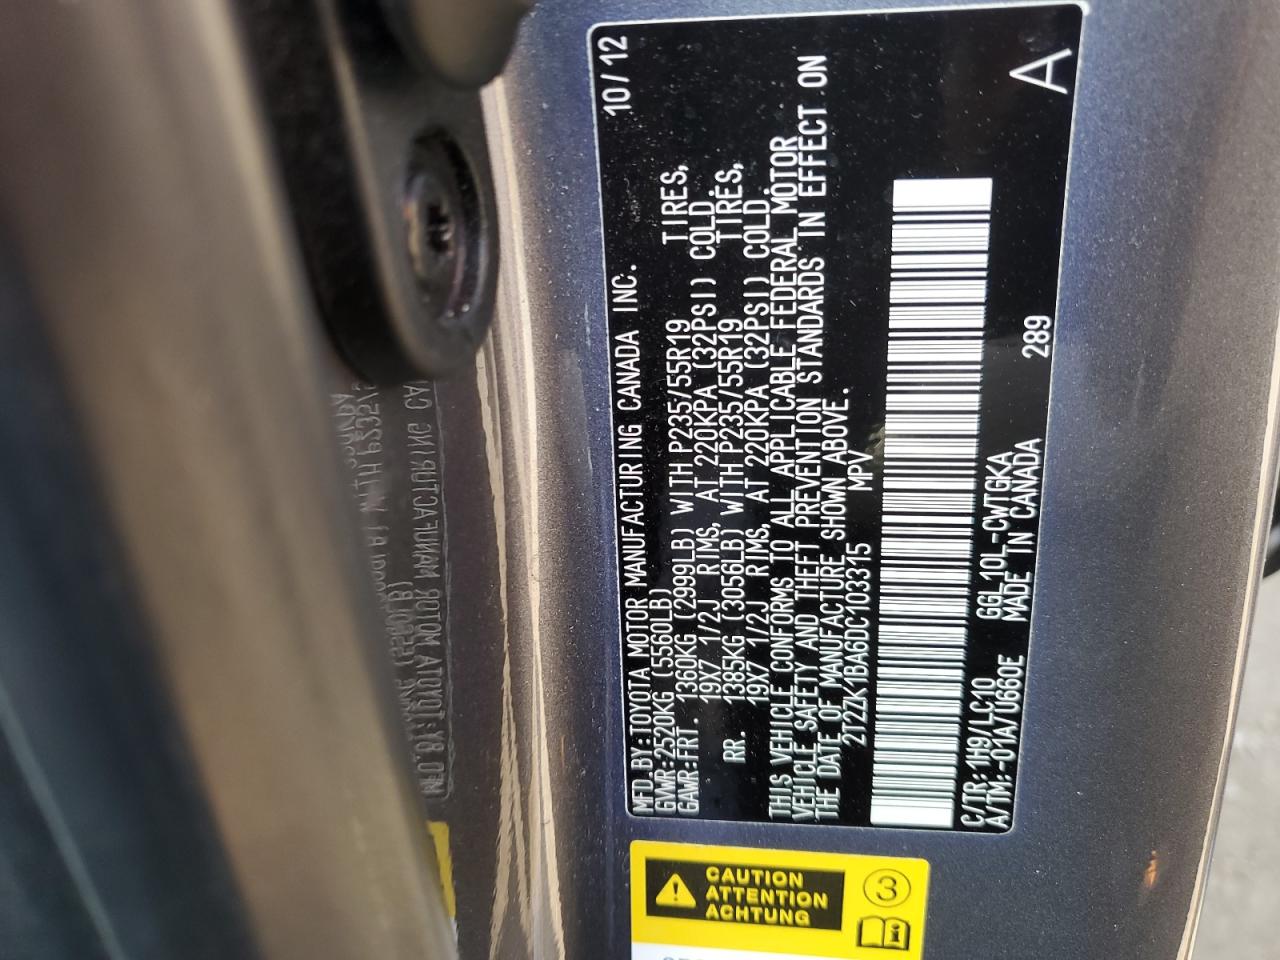 MFD.BY:TOYOTA MOTOR MANUFACTURING CANADA INC. 10/12
GVWR:2520KG (5560LB)
GAWR:FRT. 1360KG (2999LB) WITH P235/55R19 TIRES,
19X7 1/2J RIMS, AT 220KPA (32PSI) COLD.
RR. 1385KG (3056LB) WITH P235/55R19 TIRES,
19X7 1/2J RIMS, AT 220KPA (32PSI) COLD.
THIS VEHICLE CONFORMS TO ALL APPLICABLE FEDERAL MOTOR
VEHICLE SAFETY AND THEFT PREVENTION STANDARDS IN EFFECT ON
THE DATE OF MANUFACTURE SHOWN ABOVE.
2T2ZK1BA6DC103315 MPV
C/TR:1H9/LC10 GGL10L-CWTGKA
A/TM:-01A/U660E MADE IN CANADA 289 A
CAUTION
ATTENTION
ACHTUNG
3
i